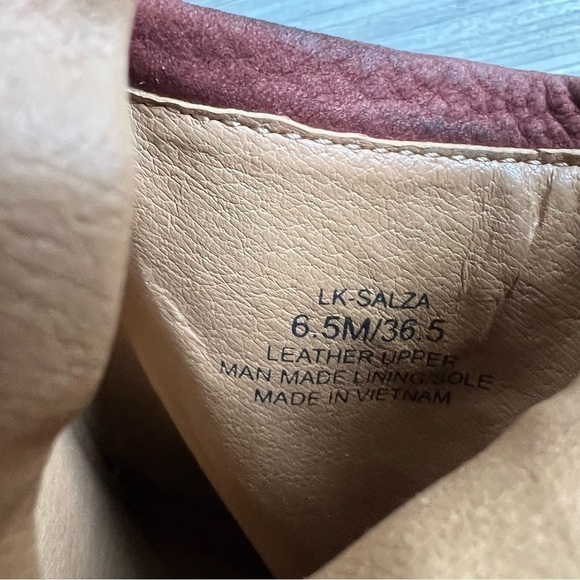 LK-SALZA
6.5M/36.5
LEATHER UPPER
MAN MADE LINING/SOLE
MADE IN VIETNAM